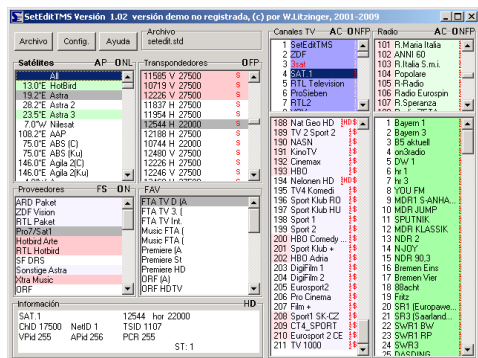 SetEditTMS Versión 1.02 versión demo no registrada, (c) por W.Litzinger, 2001-2009
Archivo Config. Ayuda
Archivo
setedit.std
Satélites AP ONL
All
13.0°E HotBird
19.2°E Astra
28.2°E Astra 2
23.5°E Astra 3
7.0°W Nilesat
108.2°E AAP
75.0°E ABS (C)
75.0°E ABS (Ku)
146.0°E Agila 2(C)
146.0°E Agila 2(Ku)
Transpondedores OFP
11585 V 27500 S
10719 V 27500 S
12226 V 27500 S
11837 H 27500 S
11954 H 27500 S
12544 H 22000
12188 H 27500 S
10744 H 22000 S
12480 V 27500 S
12226 V 27500 S
12226 H 27500 S
Proveedores FS ON
ARD Paket
ZDF Vision
RTL Paket
Pro7/Sat1
Hotbird Arte
RTL Hotbird
SF DRS
Sonstige Astra
Xtra Music
ORF
FAV
FTA TV D (A
FTA TV 3. (
FTA TV Int.
Music FTA (
Music FTA (
Premiere (A
Premiere St
Premiere HD
ORF (A)
ORF HDTV
Información HD
SAT.1 12544 hor 22000
ChID 17500 NetID 1 TSID 1107
VPid 255 APid 256 PCR 255
ST: 1
Canales TV AC ONFP
1 SetEditTMS
2 ZDF
3 3sat
4 SAT.1
5 RTL Television
6 ProSieben
7 RTL2
188 Nat Geo HD HD$
189 TV 2 Sport 2 $
190 NASN $
191 KinoTV $
192 Cinemax $
193 HBO $
194 Nelonen HD HD$
195 TV4 Komedi $
196 Sport Klub RO $
197 Sport Klub HU $
198 Sport 1 $
199 Sport 2 $
200 HBO Comedy ... $
201 Sport Klub + $
202 HBO Adria $
203 DigiFilm 1 $
204 DigiFilm 2 $
205 Eurosport2 $
206 Pro Cinema $
207 Film + $
208 Sport1 SK-CZ $
209 CT4_SPORT $
210 Eurosport 2 CE $
211 TV 1000 $
Radio AC ONFP
101 R.Maria Italia
102 ANNI 60
103 R.Italia S.m.i.
104 Popolare
105 R-Radio
106 Radio Eurospin
107 R.Speranza
1 Bayern 1
2 Bayern 3
3 B5 aktuell
4 on3radio
5 DW 1
6 hr 1
7 hr 3
8 YOU FM
9 MDR1 S-ANHA...
10 MDR JUMP
11 SPUTNIK
12 MDR KLASSIK
13 NDR 2
14 N-JOY
15 NDR 90,3
16 Bremen Eins
17 Bremen Vier
18 88acht
19 Fritz
20 SR1 (Europawe...
21 SR3 (Saarland...
22 SWR1 BW
23 SWR1 RP
24 SWR3
25 DASDING